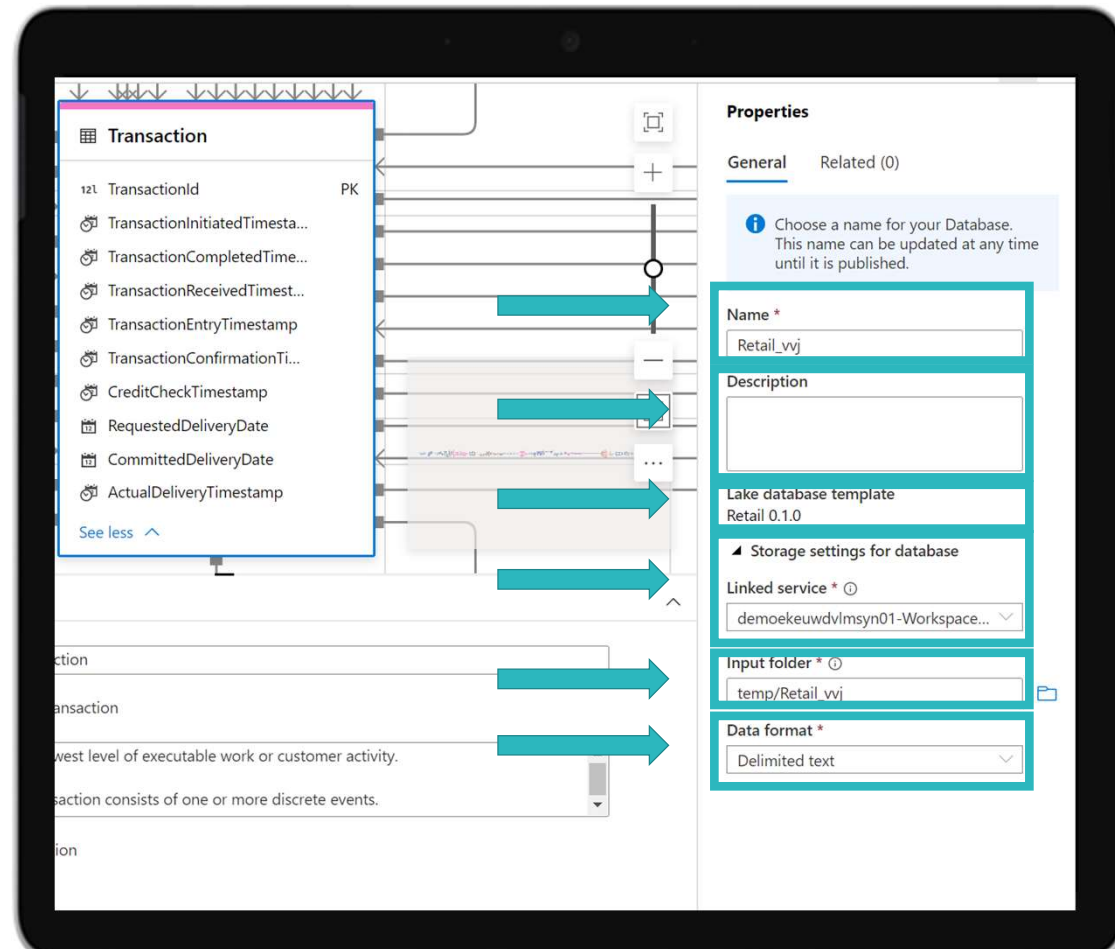 Transaction
TransactionId PK
TransactionInitiatedTimesta...
TransactionCompletedTime...
TransactionReceivedTimest...
TransactionEntryTimestamp
TransactionConfirmationTi...
CreditCheckTimestamp
RequestedDeliveryDate
CommittedDeliveryDate
ActualDeliveryTimestamp
See less
ction
ansaction
west level of executable work or customer activity.
saction consists of one or more discrete events.
ion
Properties
General Related (0)
Choose a name for your Database.
This name can be updated at any time
until it is published.
Name *
Retail_vvj
Description
Lake database template
Retail 0.1.0
Storage settings for database
Linked service *
demoekeuwdvlmsyn01-Workspace...
Input folder *
temp/Retail_vvj
Data format *
Delimited text